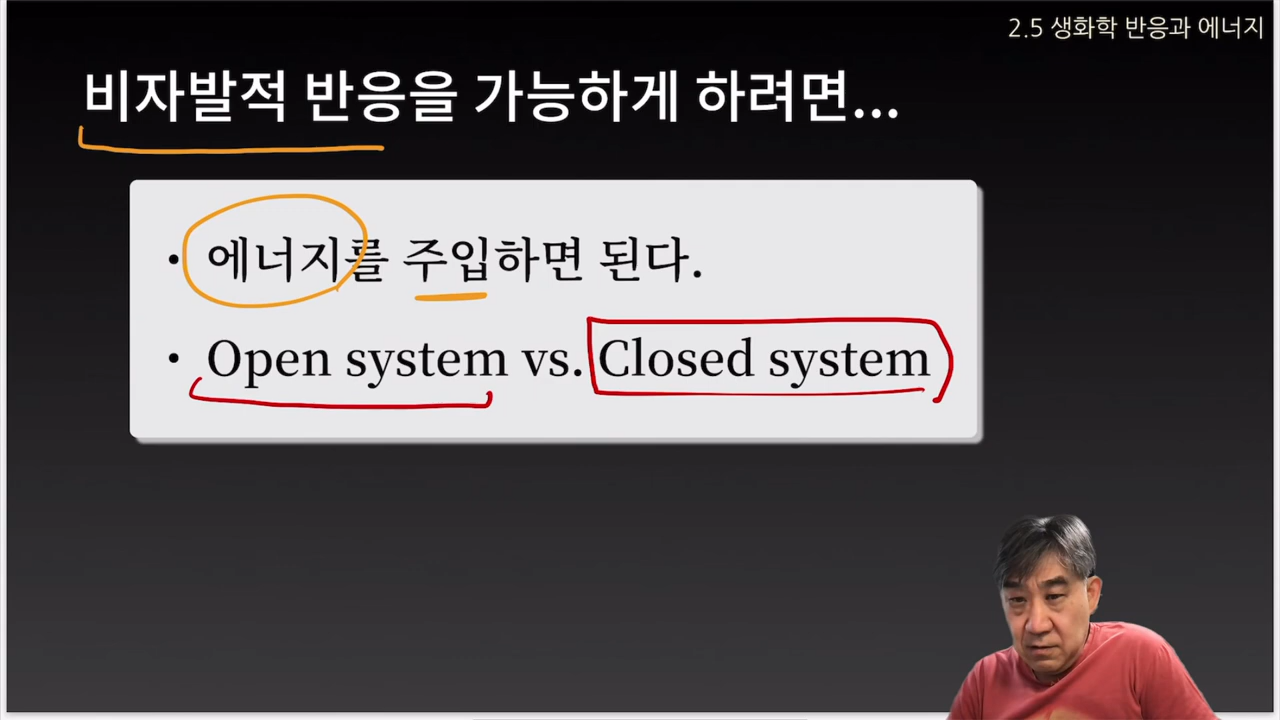 2.5 생화학 반응과 에너지
비자발적 반응을 가능하게 하려면...
• 에너지를 주입하면 된다.
• Open system vs. Closed system